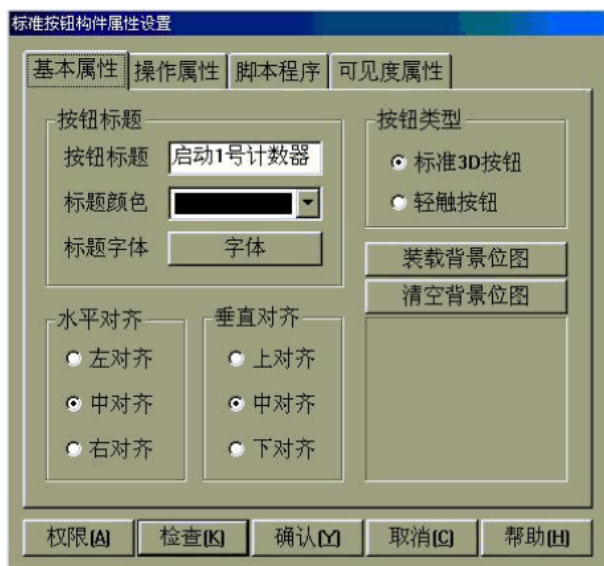 标准按钮构件属性设置
基本属性 操作属性 脚本程序 可见度属性
按钮标题 按钮类型
按钮标题 启动1号计数器 标准3D按钮
标题颜色 轻触按钮
标题字体 字体 装载背景位图
清空背景位图
水平对齐 垂直对齐
左对齐 上对齐
中对齐 中对齐
右对齐 下对齐
权限(A) 检查(K) 确认(Y) 取消(C) 帮助(H)